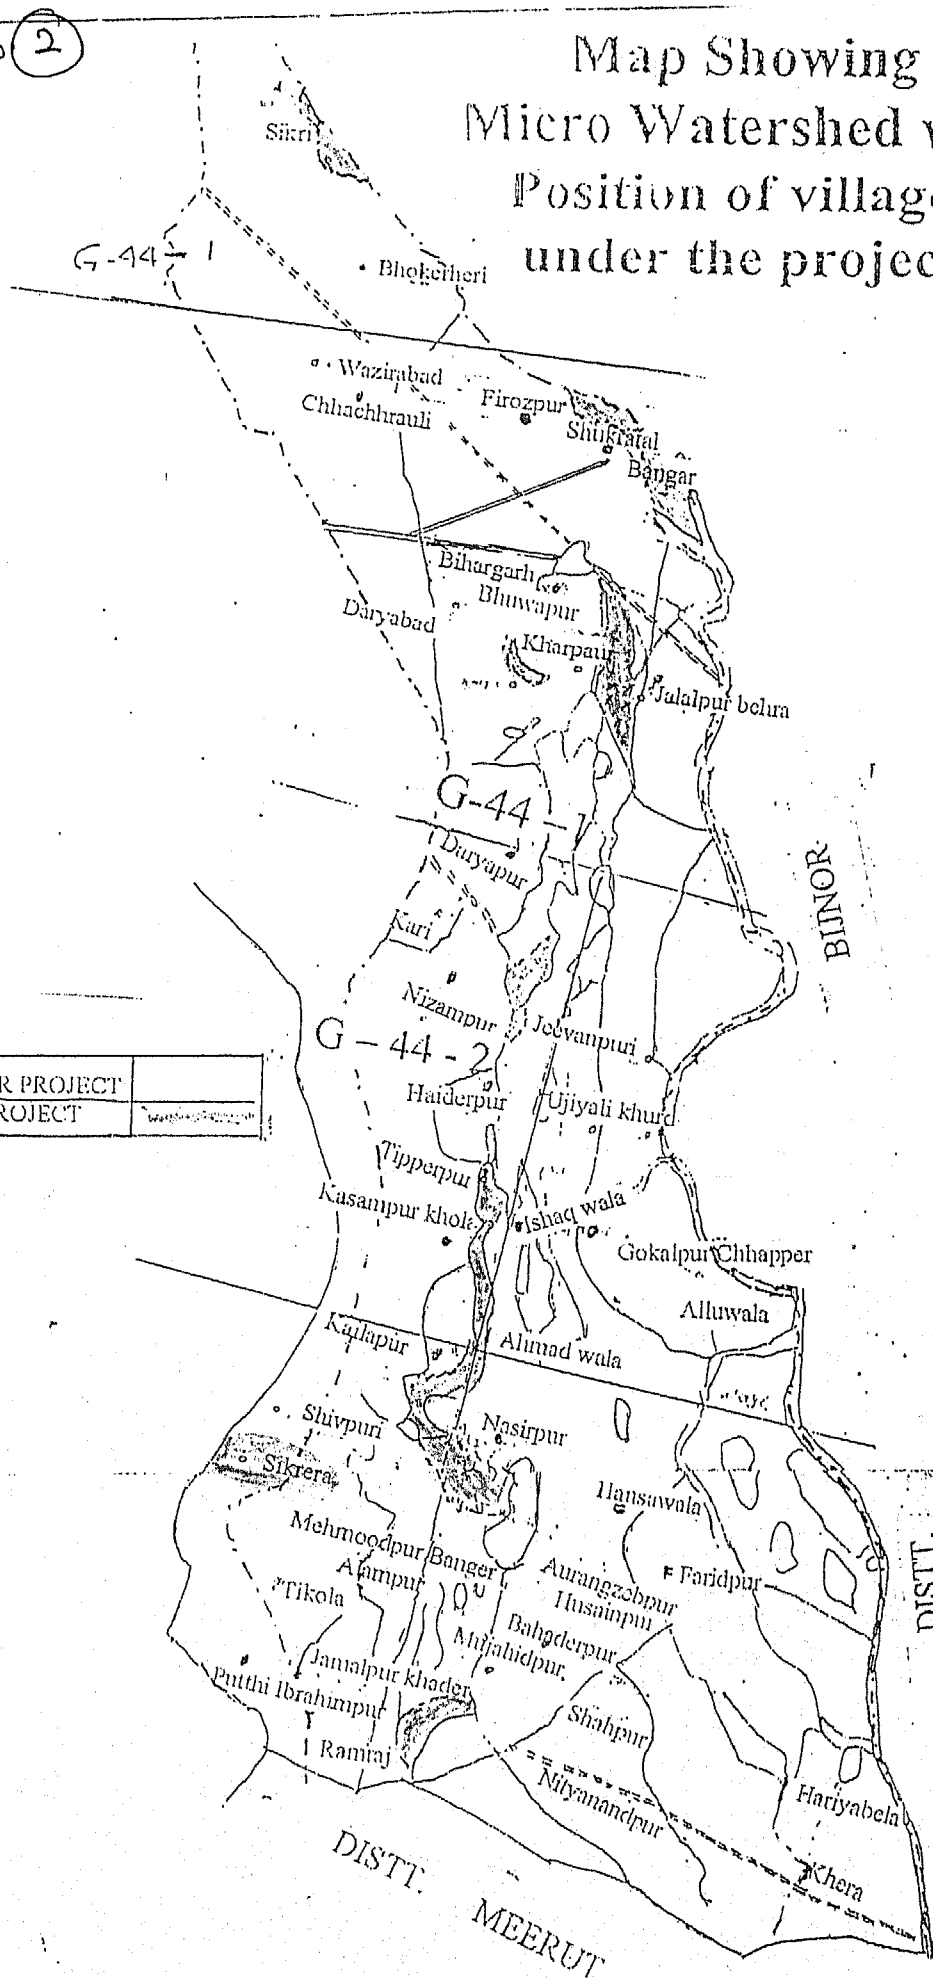 2
Map Showing
Micro Watershed
Position of village
under the projec
Sikri
G-44-1
Bhokerheri
Wazirabad
Chhachhrauli
Firozpur
Shukratal
Bangar
Bihargarh
Bhuwapur
Daryabad
Kharpaur
Jalalpur behra
G-44-1
Daryapur
BIJNOR
Kari
Nizampur
Jeevanpuri
G-44-2
R PROJECT
ROJECT
Haiderpur
Ujiyali khurd
Tipperpur
Kasampur khola
Ishaq wala
Gokalpur Chhapper
Alluwala
Kailapur
Ahmad wala
Shivpuri
Nasirpur
Sikrera
Hansawala
Mehmoodpur Banger
Alampur
Aurangzebpur
Faridpur
DISTT.
Tikola
Husainpur
Bahaderpur
Mujahidpur
Jamalpur khader
Putthi Ibrahimpur
Shahpur
Ramraj
Nityanandpur
Hariyabela
Khera
DISTT. MEERUT